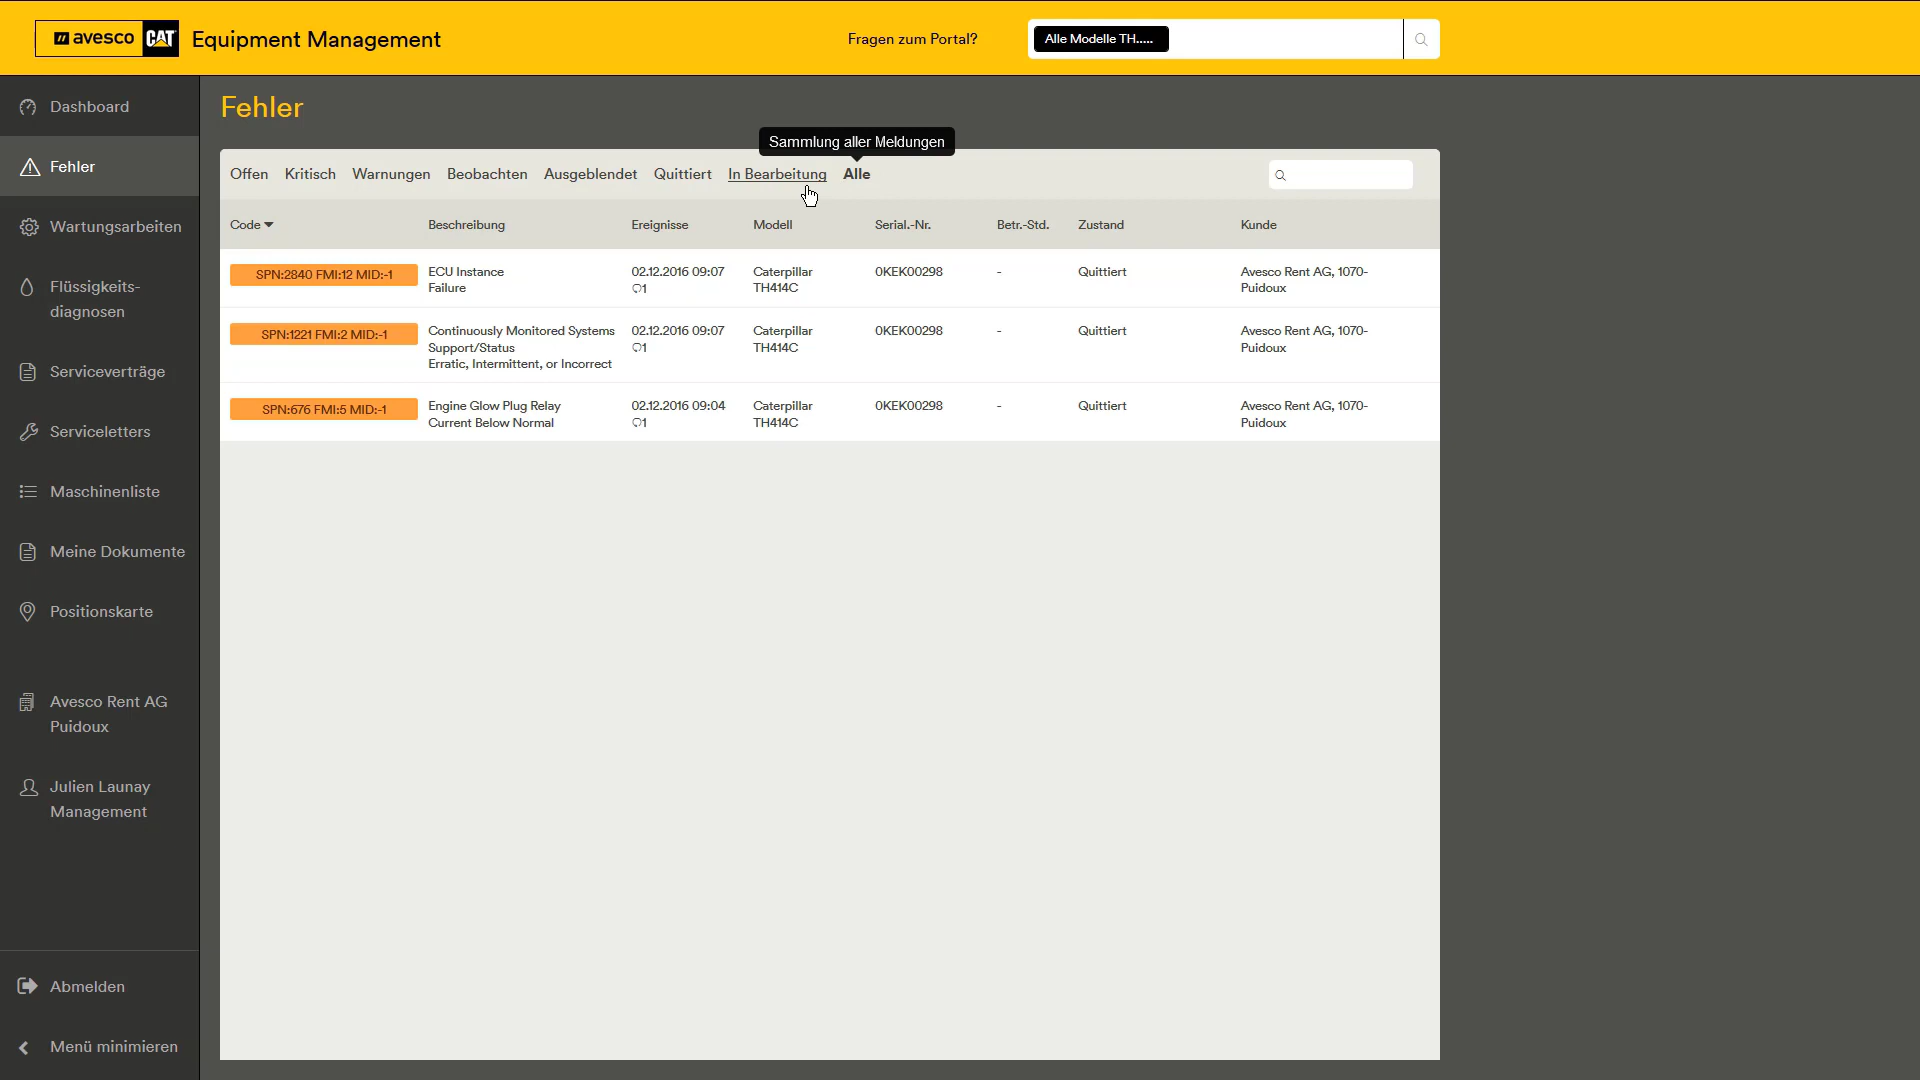 avesco CAT Equipment Management
Fragen zum Portal?
Alle Modelle TH.....
Dashboard
Fehler
Wartungsarbeiten
Flüssigkeits-
diagnosen
Serviceverträge
Serviceletters
Maschinenliste
Meine Dokumente
Positionskarte
Avesco Rent AG
Puidoux
Julien Launay
Management
Abmelden
Menü minimieren
Fehler
Sammlung aller Meldungen
Offen Kritisch Warnungen Beobachten Ausgeblendet Quittiert In Bearbeitung Alle
Code Beschreibung Ereignisse Modell Serial.-Nr. Betr.-Std. Zustand Kunde
SPN:2840 FMI:12 MID:-1 ECU Instance 02.12.2016 09:07 Caterpillar 0KEK00298 - Quittiert Avesco Rent AG, 1070-
Failure 1 TH414C Puidoux
SPN:1221 FMI:2 MID:-1 Continuously Monitored Systems 02.12.2016 09:07 Caterpillar 0KEK00298 - Quittiert Avesco Rent AG, 1070-
Support/Status 1 TH414C Puidoux
Erratic, Intermittent, or Incorrect
SPN:676 FMI:5 MID:-1 Engine Glow Plug Relay 02.12.2016 09:04 Caterpillar 0KEK00298 - Quittiert Avesco Rent AG, 1070-
Current Below Normal 1 TH414C Puidoux